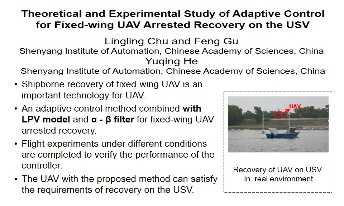 Theoretical and Experimental Study of Adaptive Control
for Fixed-wing UAV Arrested Recovery on the USV
Lingling Chu and Feng Gu
Shenyang Institute of Automation, Chinese Academy of Sciences, China
Yuqing He
Shenyang Institute of Automation, Chinese Academy of Sciences, China
• Shipborne recovery of fixed wing UAV is an
important technology for UAV.
• An adaptive control method combined with
LPV model and α - β filter for fixed-wing UAV
arrested recovery.
• Flight experiments under different conditions
are completed to verify the performance of the
controller.
• The UAV with the proposed method can satisfy
the requirements of recovery on the USV.
UAV
Recovery of UAV on USV
in real environment